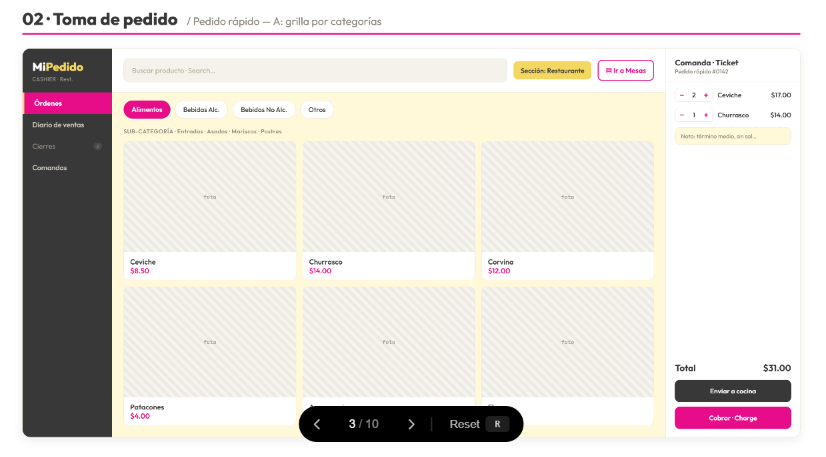 02 · Toma de pedido / Pedido rápido — A: grilla por categorías
MiPedido
CASHIER · Rest.
Órdenes
Diario de ventas
Cierres
Comandas
Buscar producto · Search...
Sección: Restaurante
Ir a Mesas
Alimentos
Bebidas Alc.
Bebidas No Alc.
Otros
SUB-CATEGORÍA · Entradas · Asados · Mariscos · Postres
foto
foto
foto
Ceviche
$8.50
Churrasco
$14.00
Corvina
$12.00
foto
foto
foto
Patacones
$4.00
Comanda · Ticket
Pedido rápido #0142
− 2 + Ceviche $17.00
− 1 + Churrasco $14.00
Nota: término medio, sin sal...
Total $31.00
Enviar a cocina
Cobrar · Charge
3 / 10
Reset R